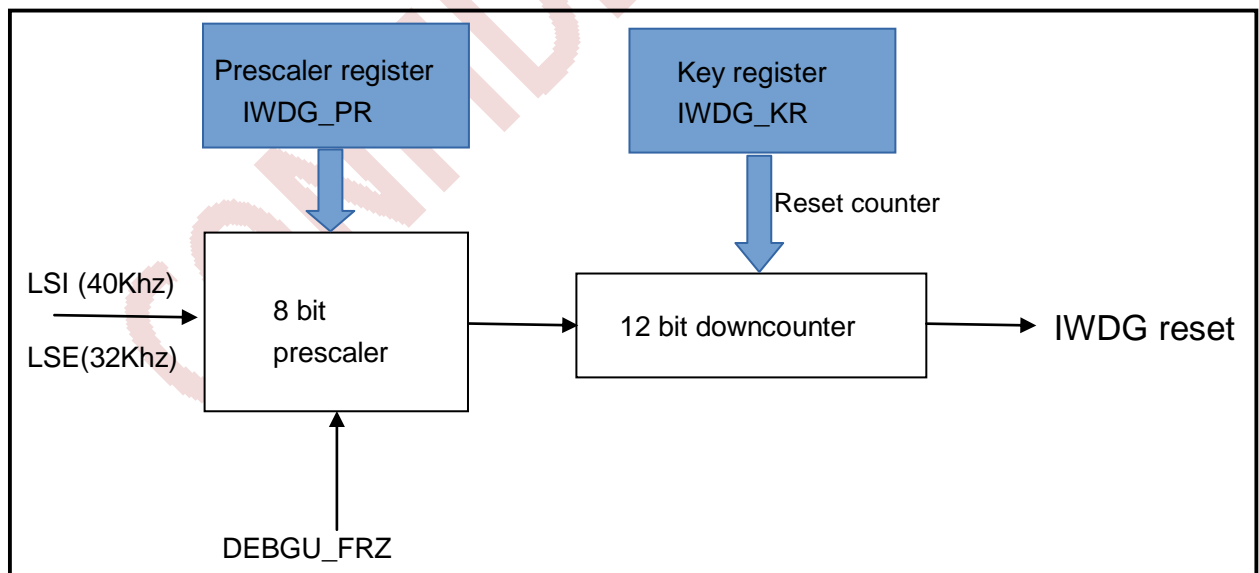 Prescaler register
IWDG_PR
Key register
IWDG_KR
Reset counter
LSI (40Khz)
LSE(32Khz)
8 bit
prescaler
12 bit downcounter
IWDG reset
DEBGU_FRZ